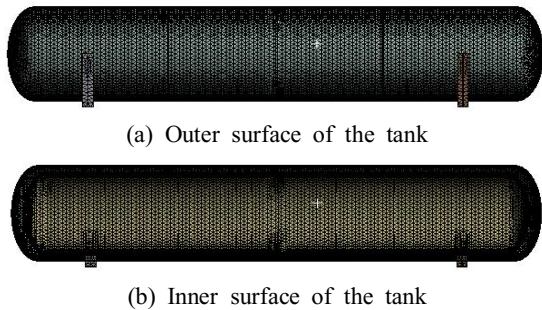 (a) Outer surface of the tank
(b) Inner surface of the tank